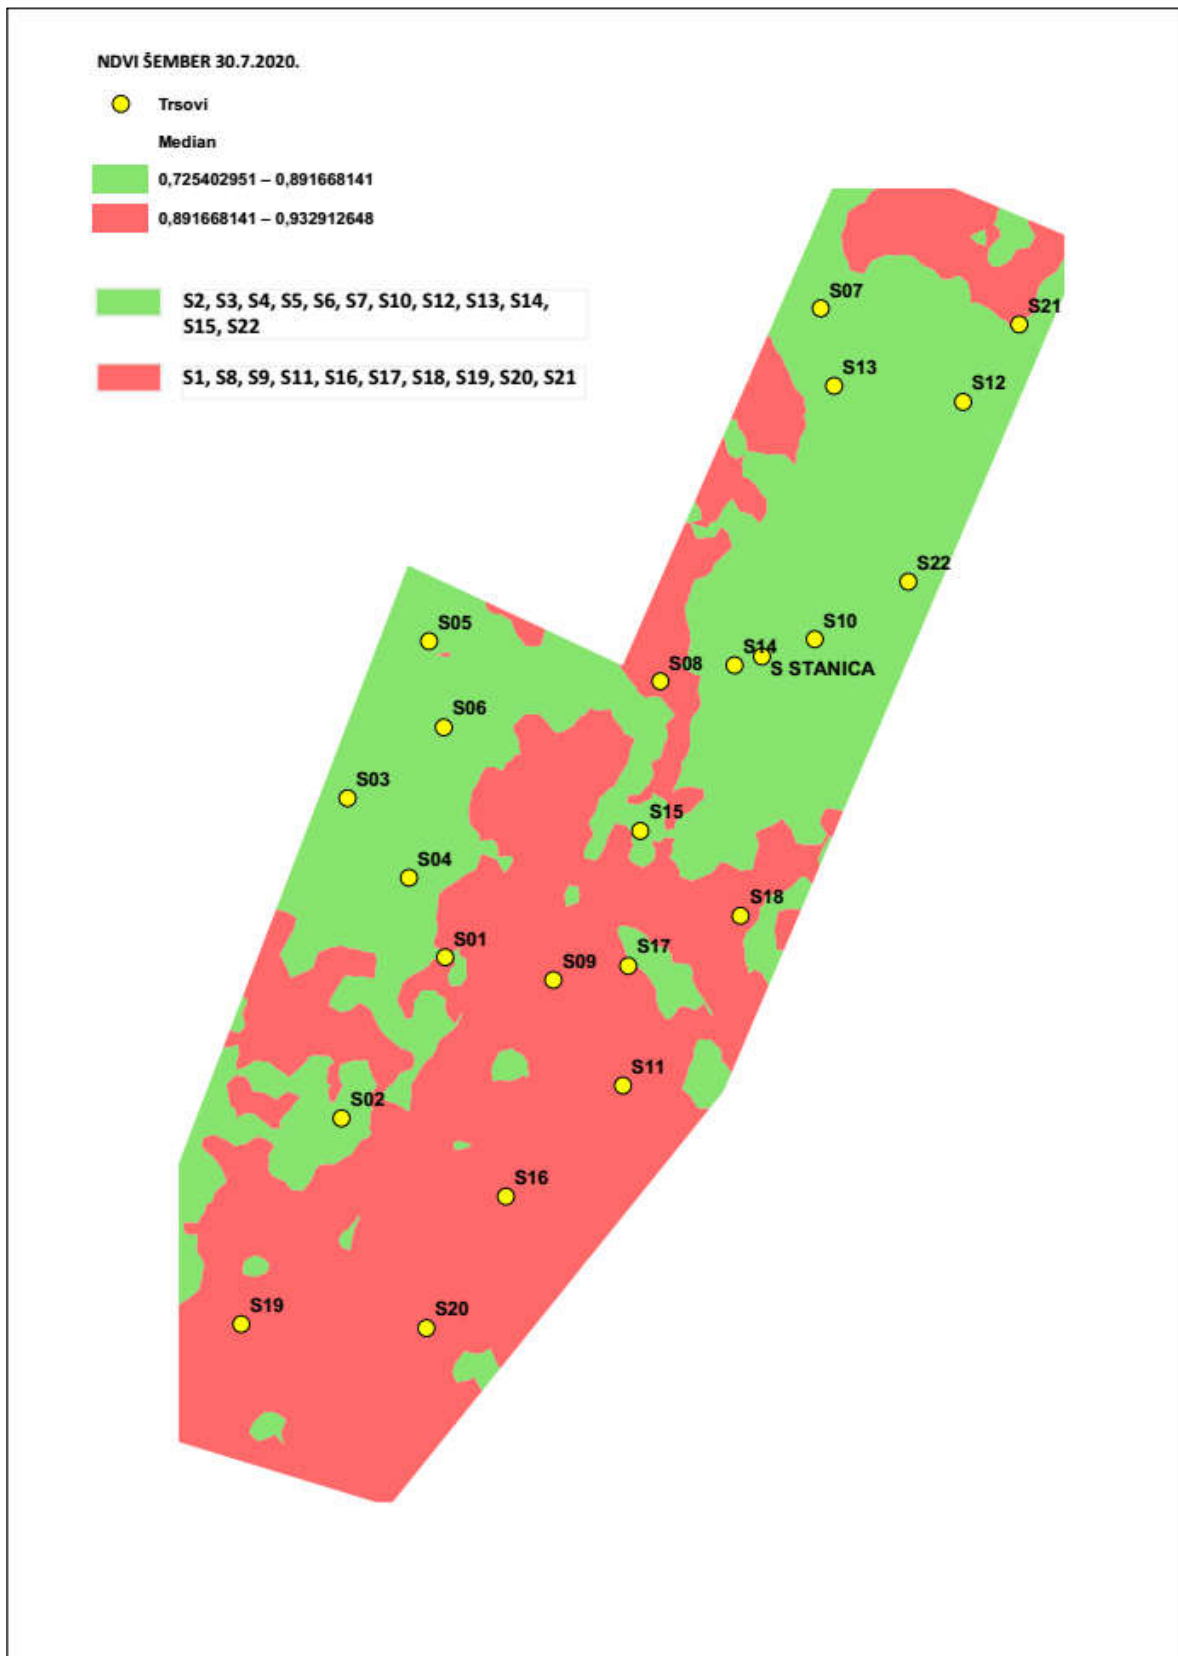 NDVI ŠEMBER 30.7.2020.
Trsovi
Median
0,725402951 – 0,891668141
0,891668141 – 0,932912648
S2, S3, S4, S5, S6, S7, S10, S12, S13, S14,
S15, S22
S1, S8, S9, S11, S16, S17, S18, S19, S20, S21
S07
S21
S13
S12
S22
S05
S10
S14
S STANICA
S08
S06
S03
S15
S04
S18
S01
S17
S09
S11
S02
S16
S19
S20